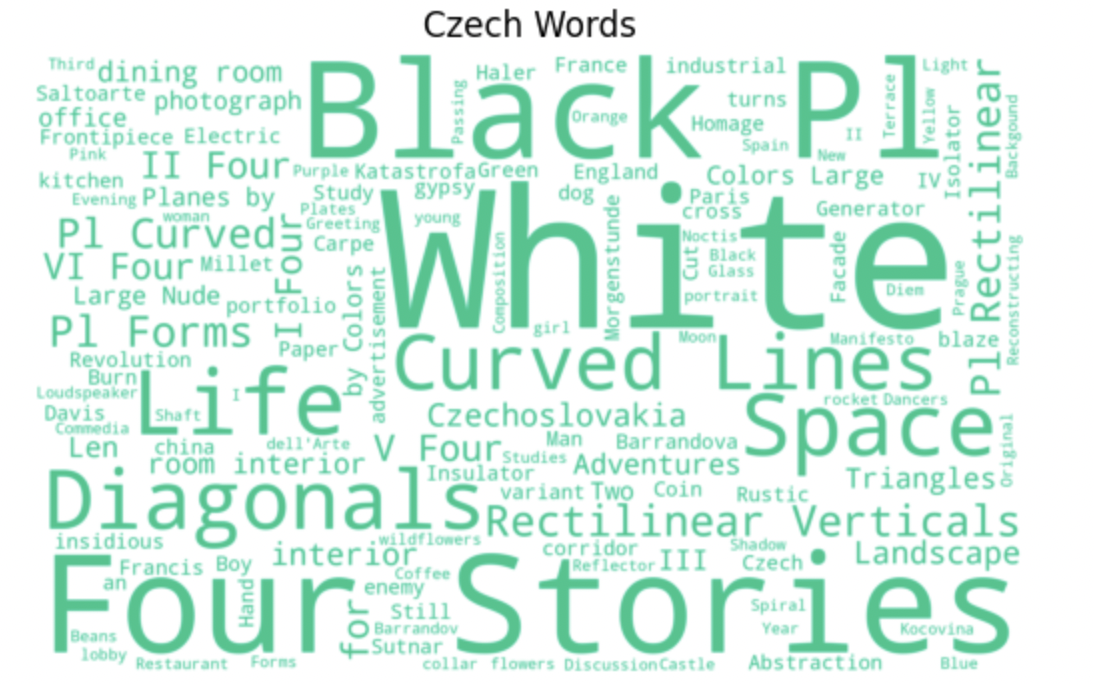 Czech Words
Third
dining room
Black Pl
Haler
France
industrial
Light
Saltoarte
photograph
Passing
turns
Terrace
Yellow
office
Orange
Homage
II
Isolator
Backgound
Frontipiece
Electric
Spain
New
Pl Rectilinear
Pink
II Four
Purple
Katastrofa
Green
England
Colors Large
IV
kitchen
Evening
Planes by
Study
gypsy
White
dog
Paris
cross
Generator
woman
Plates
Greeting
young
Pl Curved
II Four
Carpe
Composition
Morgenstunde
Noctis
Cut
Black
Glass
Facade
Prague
Reconstructing
VI Four
Millet
by Colors
advertisement
portrait
Diem
Large Nude
portfolio
girl
Moon
Manifesto
blaze
Pl Forms
Paper
Curved Lines
Revolution
Burn
Life
Loudspeaker
I
Shaft
Space
rocket
Dancers
Davis
Commedia
Czechoslovakia
Original
Len
china
dell'Arte
V Four
Man
Barrandova
room interior
Studies
Adventures
Triangles
Diagonals
Insulator
variant
Two
Coin
Rustic
Rectilinear Verticals
insidious
wildflowers
interior
corridor
III
Shadow
Landscape
Francis
Boy
Coffee
Reflector
Czech
Four Stories
an
Hand
for
enemy
Still
Spiral
Beans
Barrandov
Year
Kocovina
lobby
Sutnar
Restaurant
Forms
collar
flowers
Discussion
Castle
Abstraction
Blue